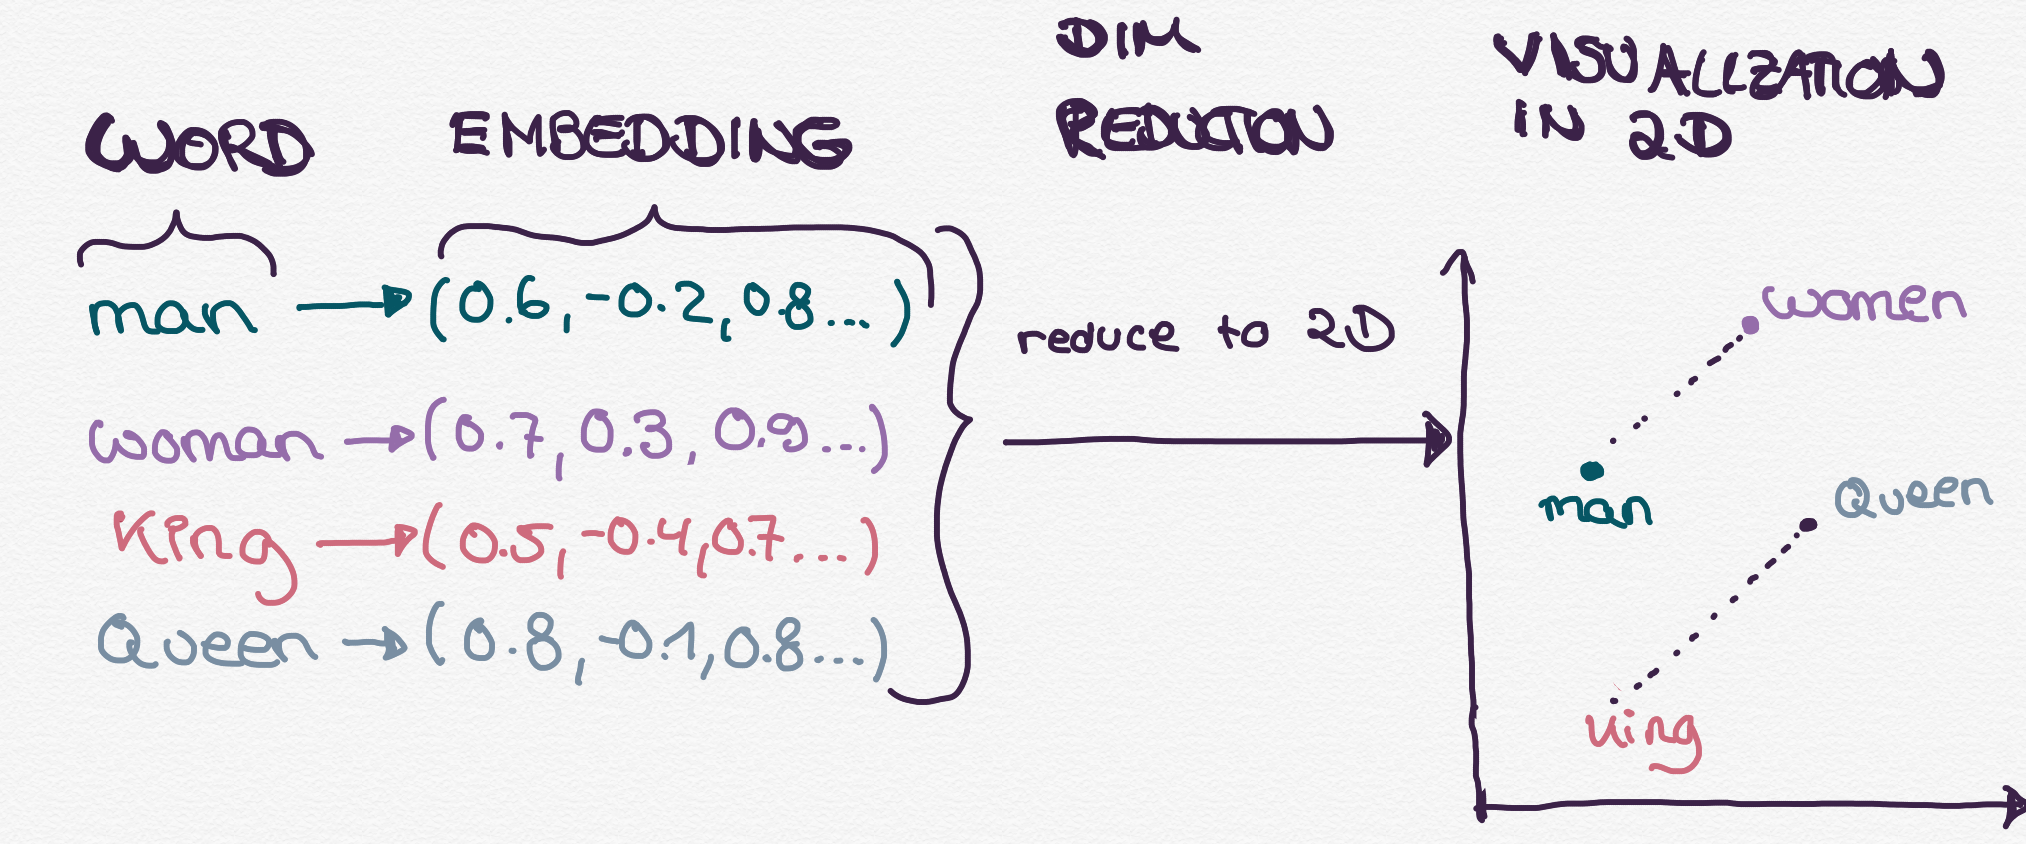 WORD
EMBEDDING
DIM
REDUCTION
VISUALIZATION
IN 2D
man → (0.6, -0.2, 0.8...)
woman → (0.7, 0.3, 0.9...)
King → (0.5, -0.4, 0.7...)
Queen → (0.8, -0.1, 0.8...)
reduce to 2D
women
man
Queen
king